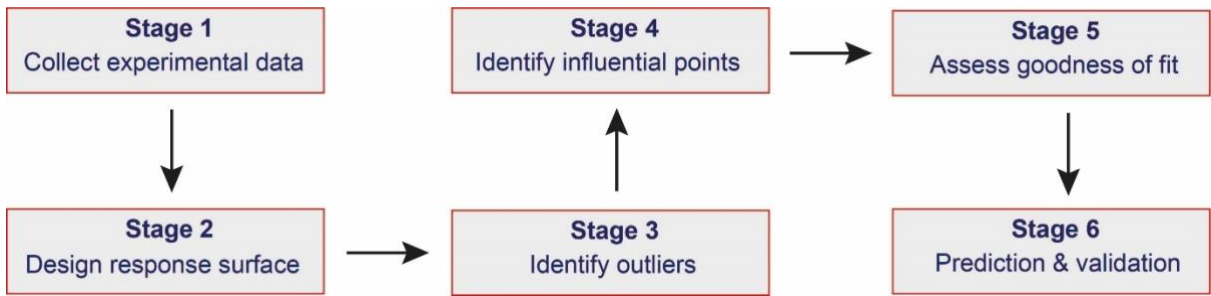 Stage 1
Collect experimental data
Stage 2
Design response surface
Stage 3
Identify outliers
Stage 4
Identify influential points
Stage 5
Assess goodness of fit
Stage 6
Prediction & validation